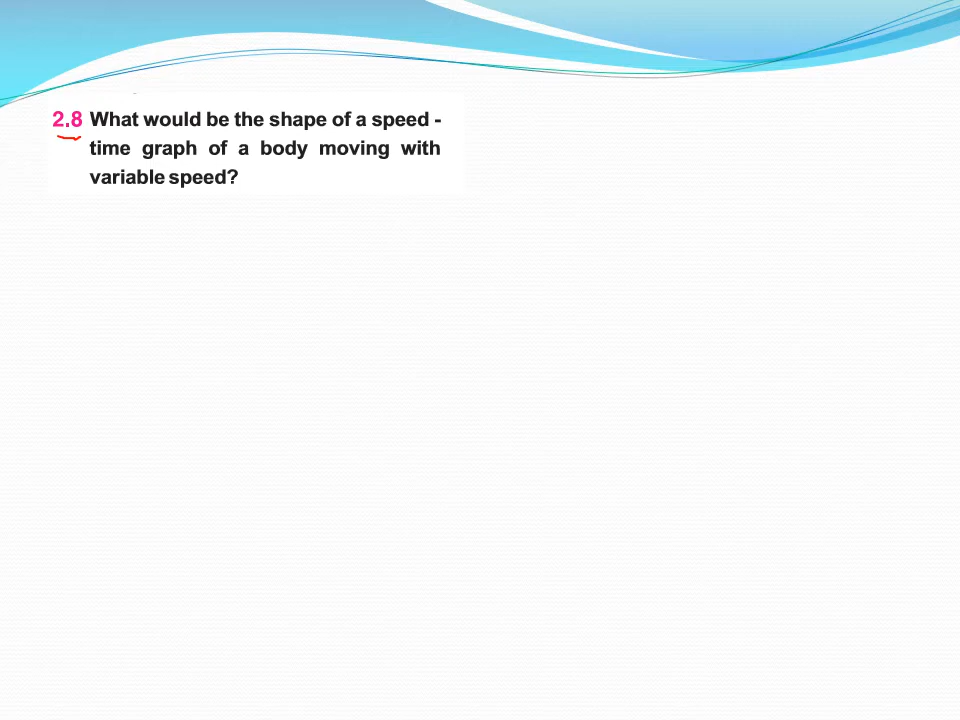 2.8 What would be the shape of a speed -
time graph of a body moving with
variable speed?